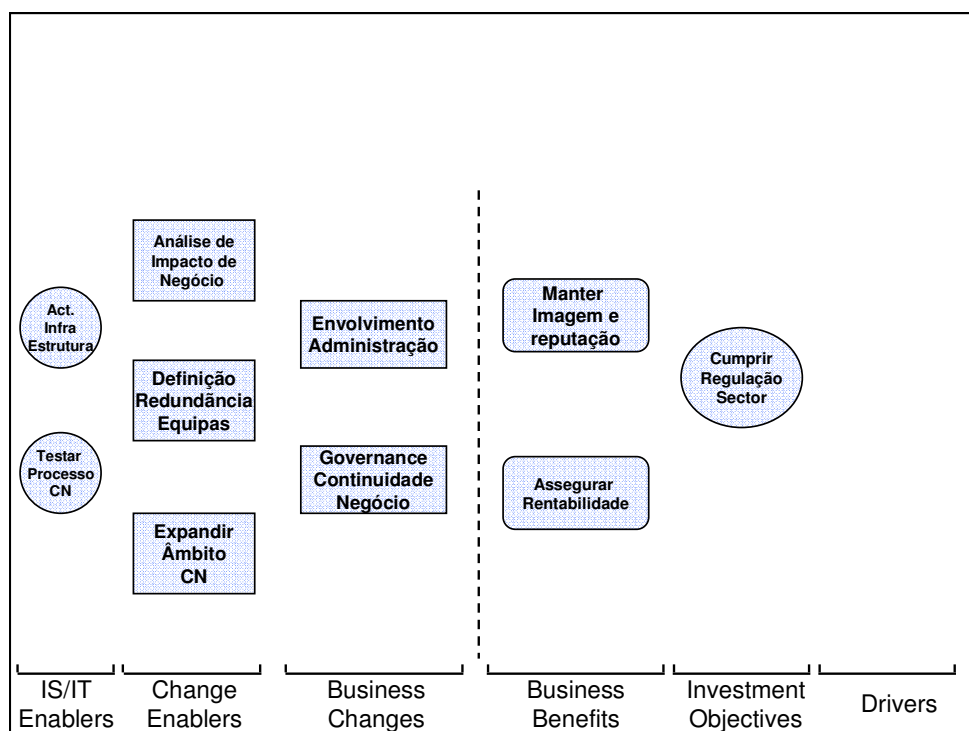 Act.
Infra
Estrutura
Testar
Processo
CN
Análise de
Impacto de
Negócio
Definição
Redundância
Equipas
Expandir
Âmbito
CN
Envolvimento
Administração
Governance
Continuidade
Negócio
Manter
Imagem e
reputação
Assegurar
Rentabilidade
Cumprir
Regulação
Sector
IS/IT
Enablers
Change
Enablers
Business
Changes
Business
Benefits
Investment
Objectives
Drivers